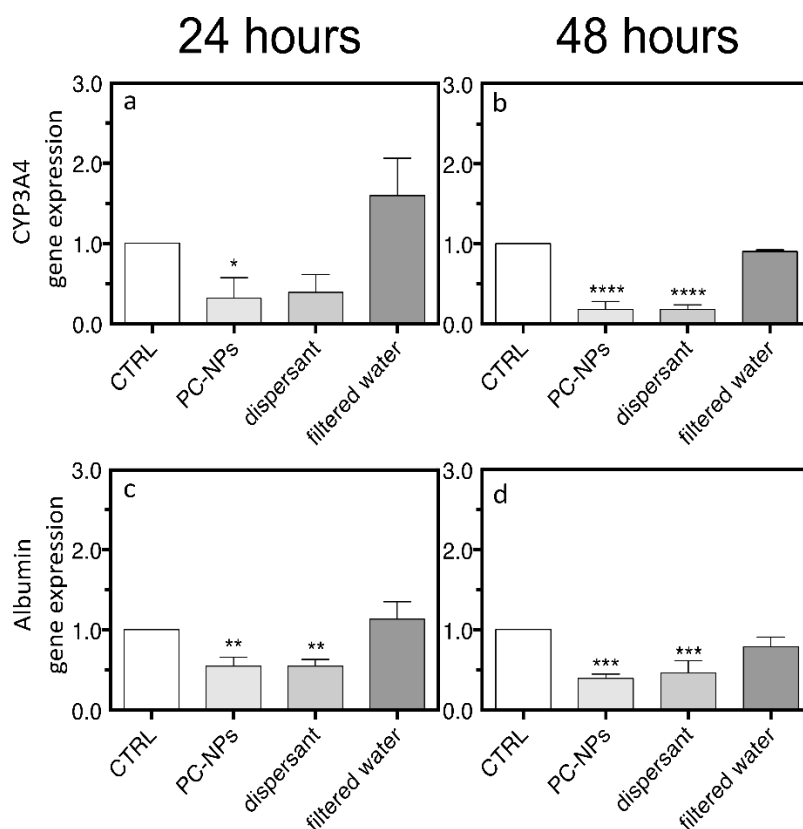 24 hours
48 hours
CYP3A4
gene expression
3.0
2.0
1.0
0.0
a
*
CTRL
PC-NPs
dispersant
filtered water
3.0
2.0
1.0
0.0
b
****
****
CTRL
PC-NPs
dispersant
filtered water
Albumin
gene expression
3.0
2.0
1.0
0.0
c
**
**
CTRL
PC-NPs
dispersant
filtered water
3.0
2.0
1.0
0.0
d
***
***
CTRL
PC-NPs
dispersant
filtered water